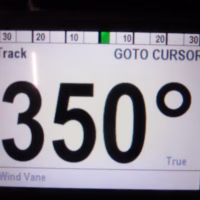 30 20 10 10 20 30
Track GOTO CURSOR
350°
True
Wind Vane